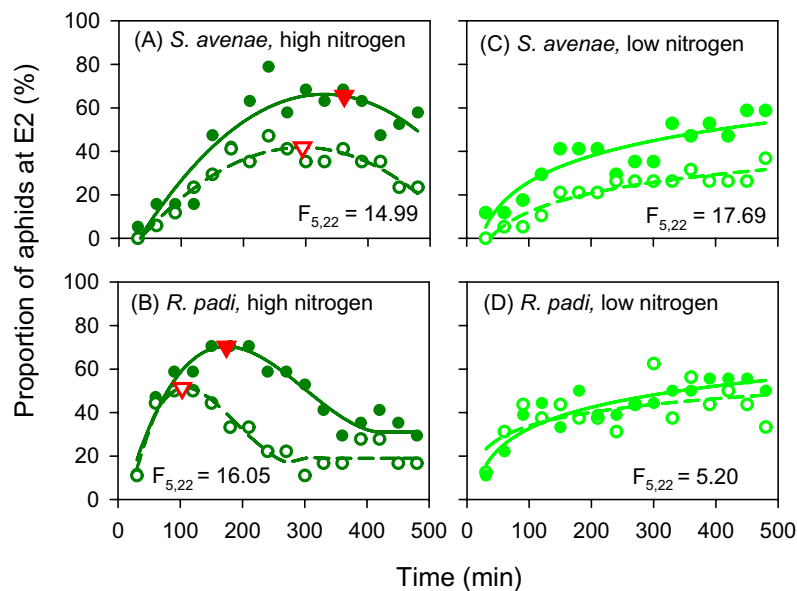 Proportion of aphids at E2 (%)
100
80
60
40
20
0
(A) S. avenae, high nitrogen
F5,22 = 14.99
(C) S. avenae, low nitrogen
F5,22 = 17.69
100
80
60
40
20
0
(B) R. padi, high nitrogen
F5,22 = 16.05
(D) R. padi, low nitrogen
F5,22 = 5.20
0 100 200 300 400 500
0 100 200 300 400 500
Time (min)